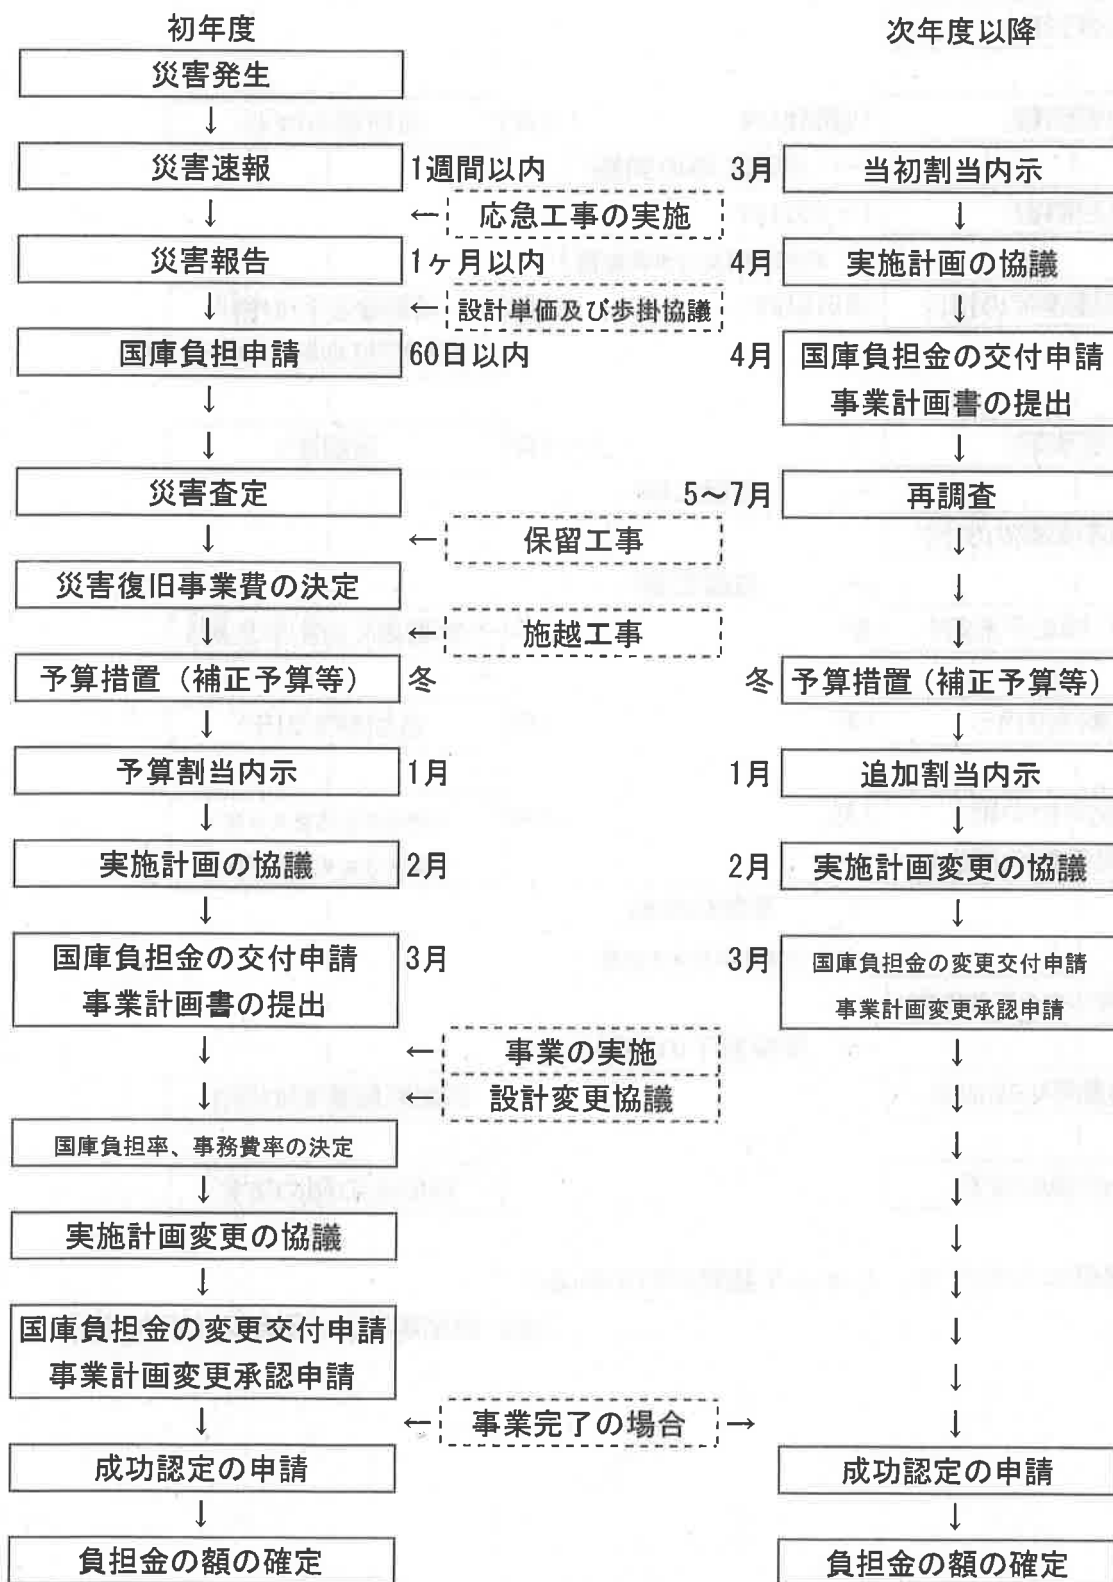 初年度
災害発生
↓
災害速報 1週間以内
↓ ← 応急工事の実施
災害報告 1ヶ月以内
↓ ← 設計単価及び歩掛協議
国庫負担申請 60日以内
↓
↓
災害査定
↓ ← 保留工事
災害復旧事業費の決定
↓ ← 施越工事
予算措置（補正予算等） 冬
↓
予算割当内示 1月
↓
実施計画の協議 2月
↓
国庫負担金の交付申請 3月
事業計画書の提出
↓ ← 事業の実施
↓ ← 設計変更協議
国庫負担率、事務費率の決定
↓
実施計画変更の協議
↓
国庫負担金の変更交付申請
事業計画変更承認申請
↓ ← 事業完了の場合 →
成功認定の申請
↓
負担金の額の確定
次年度以降
3月 当初割当内示
↓
4月 実施計画の協議
↓
4月 国庫負担金の交付申請
事業計画書の提出
↓
5～7月 再調査
↓
↓
↓
冬 予算措置（補正予算等）
↓
1月 追加割当内示
↓
2月 実施計画変更の協議
↓
3月 国庫負担金の変更交付申請
事業計画変更承認申請
↓
↓
↓
↓
↓
↓
↓
↓
↓
成功認定の申請
↓
負担金の額の確定